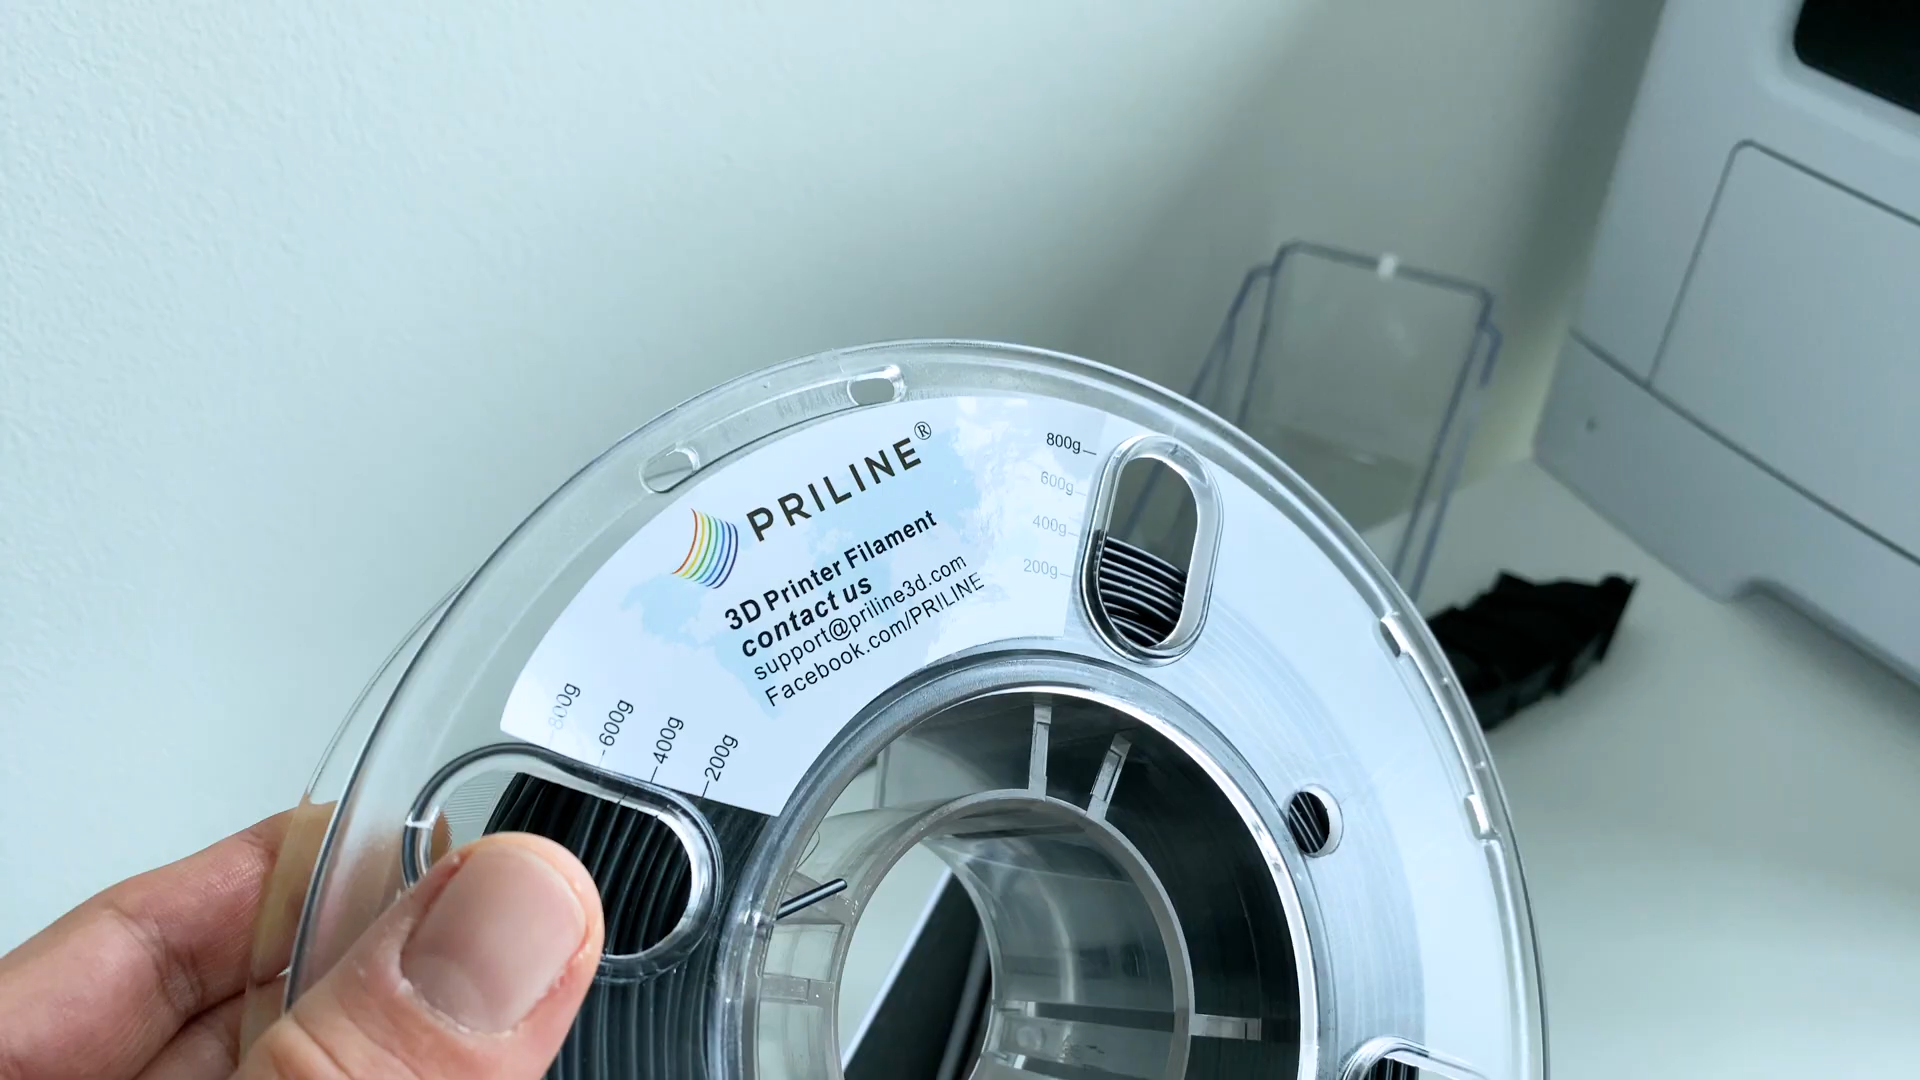 PRILINE®
3D Printer Filament
contact us
support@priline3d.com
Facebook.com/PRILINE
800g
600g
400g
200g
800g
600g
400g
200g